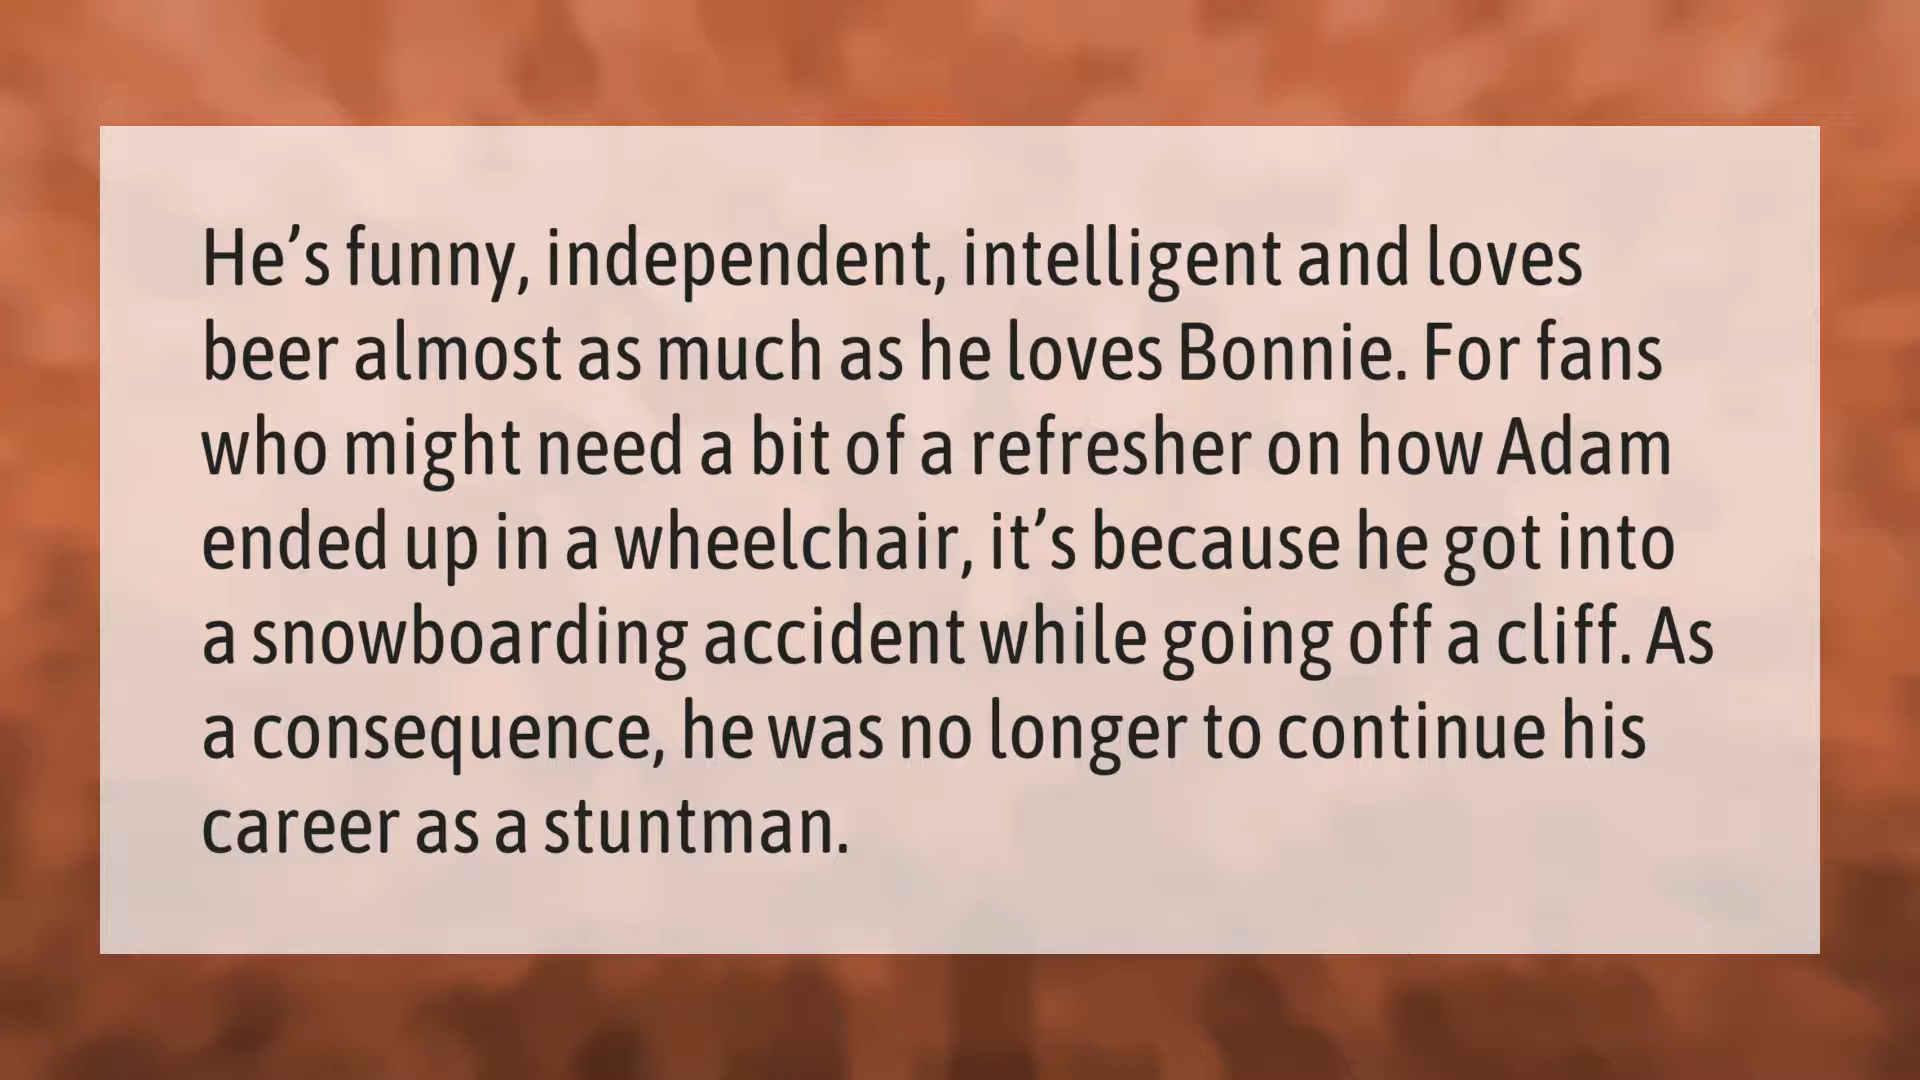 He’s funny, independent, intelligent and loves
beer almost as much as he loves Bonnie. For fans
who might need a bit of a refresher on how Adam
ended up in a wheelchair, it’s because he got into
a snowboarding accident while going off a cliff. As
a consequence, he was no longer to continue his
career as a stuntman.